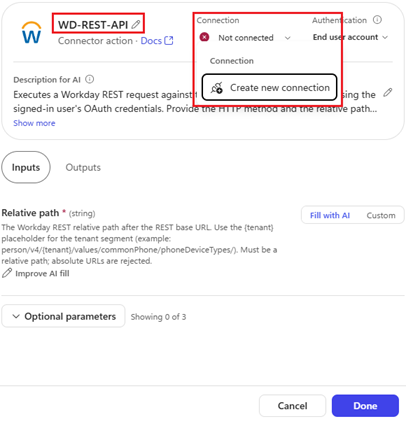 WD-REST-API
Connector action · Docs
Connection
Not connected
Authentication
End user account
Connection
Create new connection
Description for AI
Executes a Workday REST request against t
sing the
signed-in user's OAuth credentials. Provide the HTTP method and the relative path...
Show more
Inputs
Outputs
Relative path * (string)
Fill with AI
Custom
The Workday REST relative path after the REST base URL. Use the {tenant}
placeholder for the tenant segment (example:
person/v4/{tenant}/values/commonPhone/phoneDeviceTypes/). Must be a
relative path; absolute URLs are rejected.
Improve AI fill
Optional parameters
Showing 0 of 3
Cancel
Done